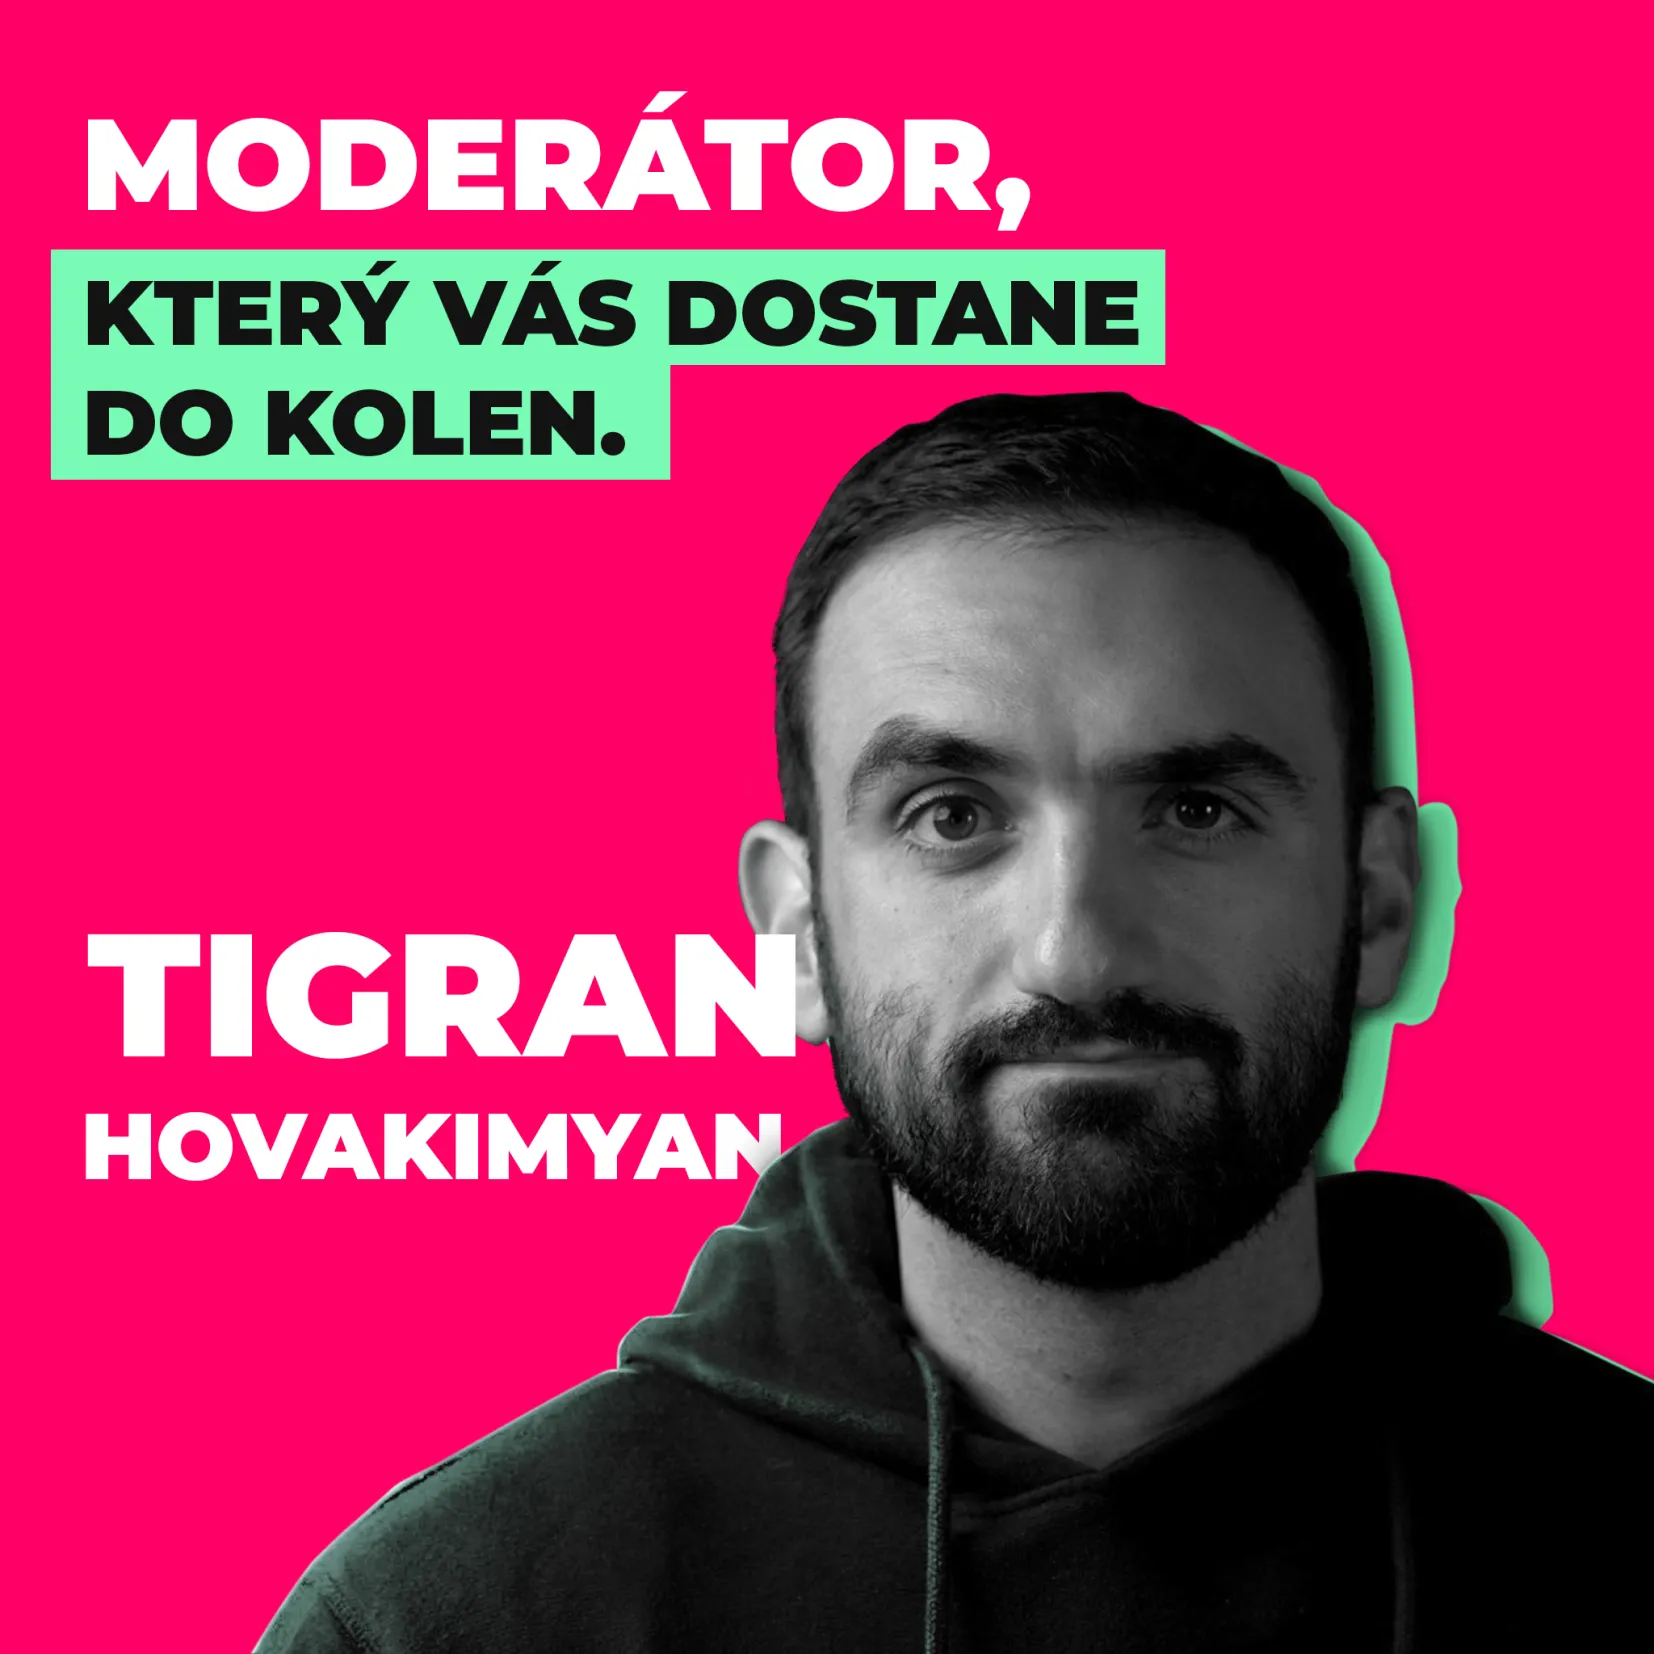 MODERÁTOR,
KTERÝ VÁS DOSTANE
DO KOLEN.
TIGRAN
HOVAKIMYAN